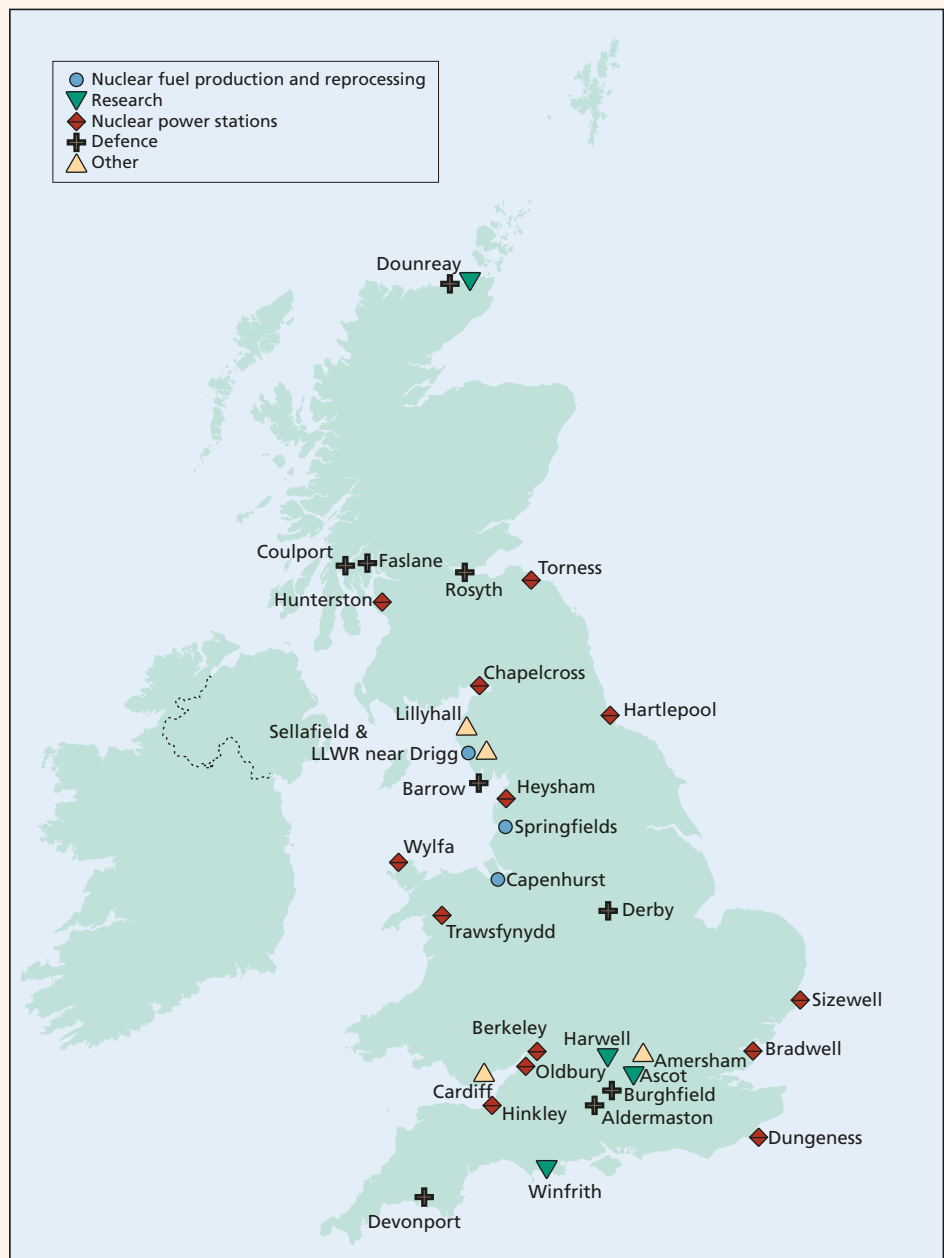 Nuclear fuel production and reprocessing
Research
Nuclear power stations
Defence
Other
Dounreay
Coulport
Faslane
Rosyth
Torness
Hunterston
Chapelcross
Lillyhall
Hartlepool
Sellafield &
LLWR near Drigg
Barrow
Heysham
Springfields
Wylfa
Capenhurst
Derby
Trawsfynydd
Sizewell
Berkeley
Harwell
Bradwell
Amersham
Oldbury
Ascot
Cardiff
Burghfield
Hinkley
Aldermaston
Dungeness
Winfrith
Devonport